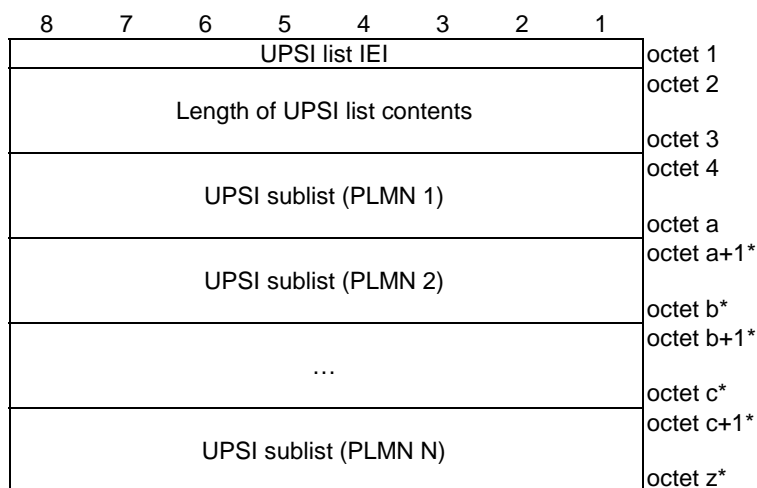 8 7 6 5 4 3 2 1
UPSI list IEI octet 1
octet 2
Length of UPSI list contents
octet 3
octet 4
UPSI sublist (PLMN 1)
octet a
octet a+1*
UPSI sublist (PLMN 2)
octet b*
octet b+1*
…
octet c*
octet c+1*
UPSI sublist (PLMN N)
octet z*